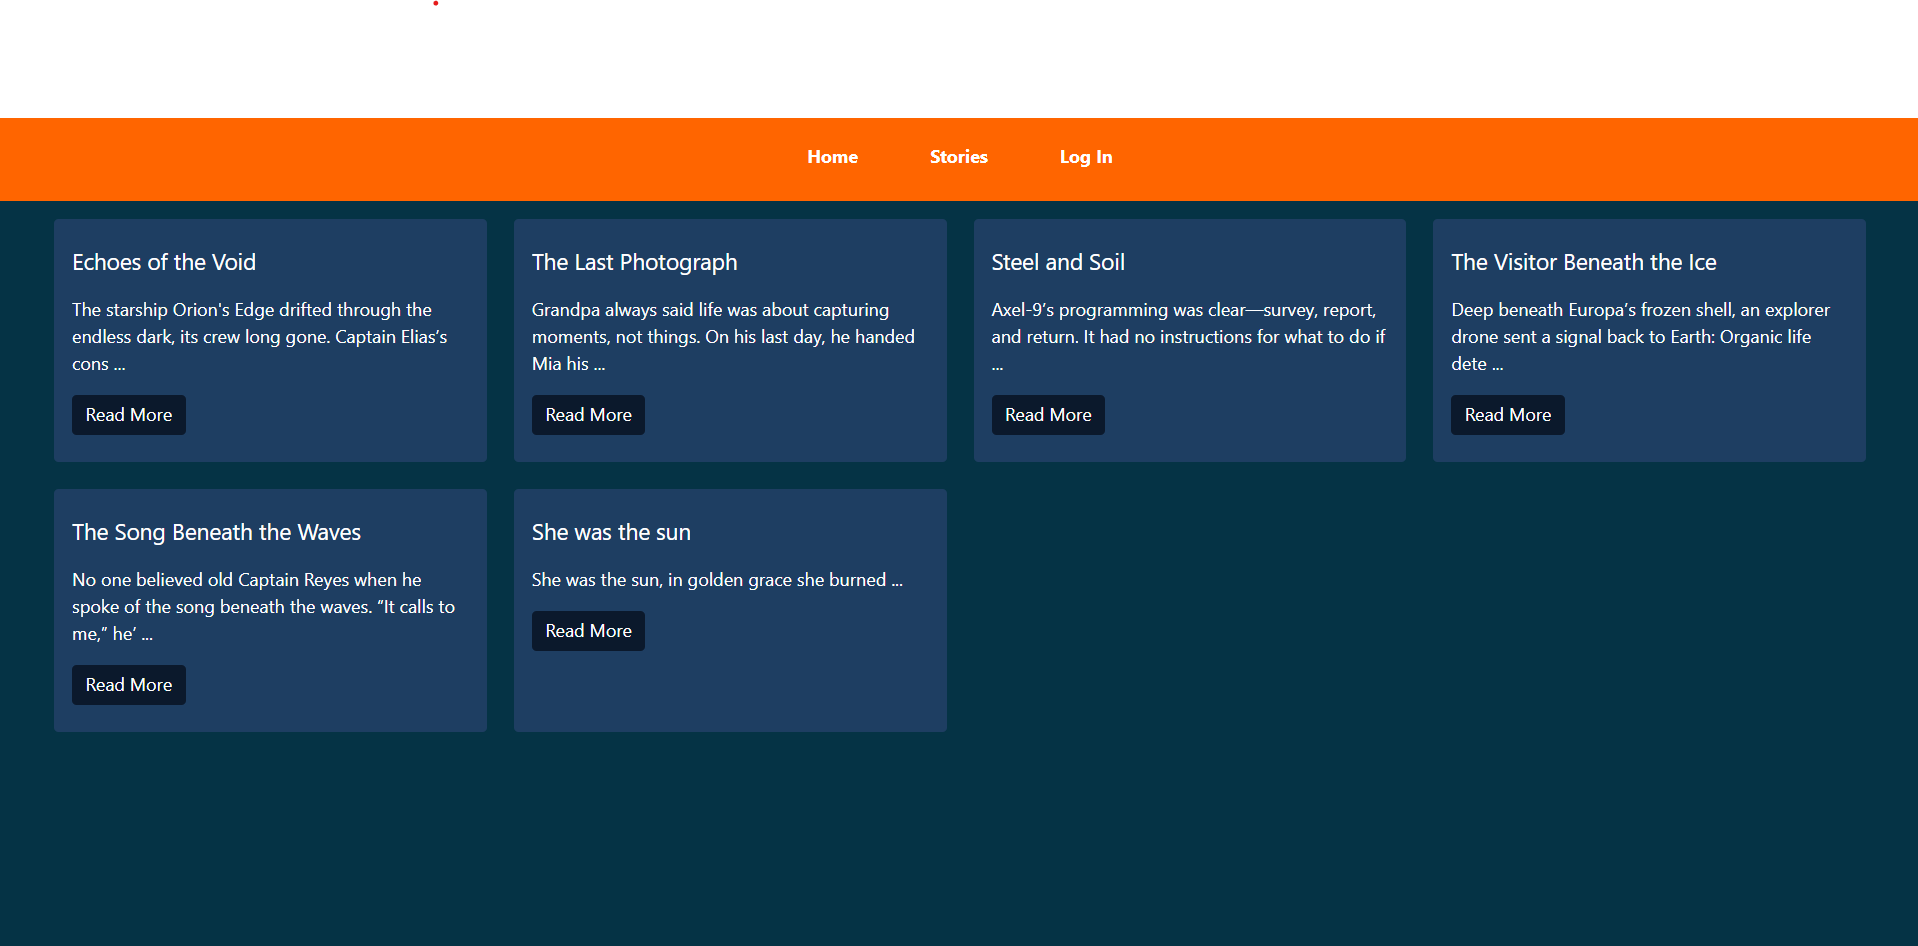 Home Stories Log In
Echoes of the Void
The starship Orion's Edge drifted through the
endless dark, its crew long gone. Captain Elias’s
cons ...
Read More
The Last Photograph
Grandpa always said life was about capturing
moments, not things. On his last day, he handed
Mia his ...
Read More
Steel and Soil
Axel-9’s programming was clear—survey, report,
and return. It had no instructions for what to do if
...
Read More
The Visitor Beneath the Ice
Deep beneath Europa’s frozen shell, an explorer
drone sent a signal back to Earth: Organic life
dete ...
Read More
The Song Beneath the Waves
No one believed old Captain Reyes when he
spoke of the song beneath the waves. “It calls to
me,” he’ ...
Read More
She was the sun
She was the sun, in golden grace she burned ...
Read More